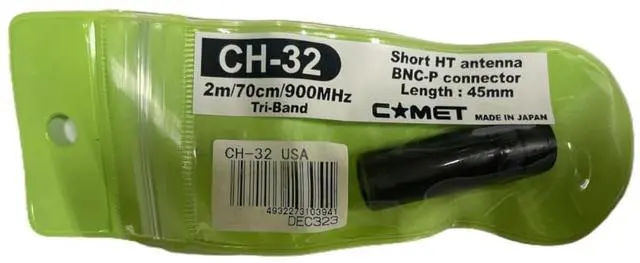 CH-32
2m/70cm/900MHz
Tri-Band
Short HT antenna
BNC-P connector
Length : 45mm
C★MET MADE IN JAPAN
CH-32 USA
4932273103941
DEC323